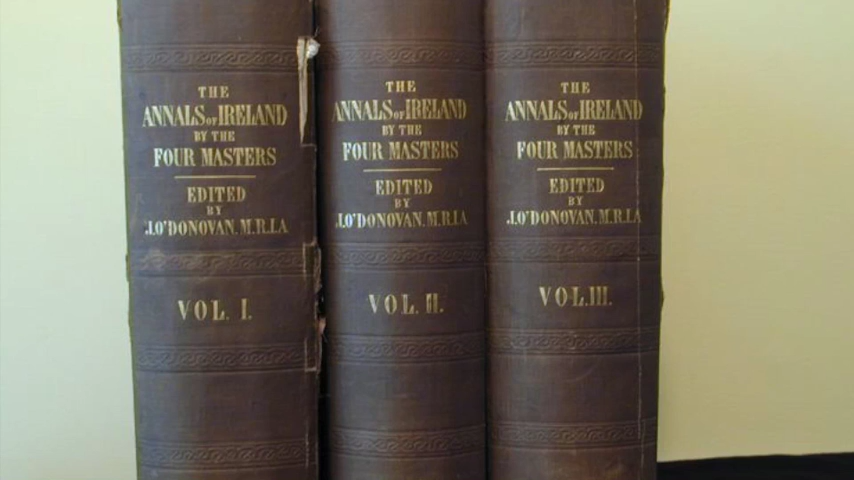 THE
ANNALS OF IRELAND
BY THE
FOUR MASTERS
EDITED
BY
J.O'DONOVAN. M.R.I.A
VOL. I.
THE
ANNALS OF IRELAND
BY THE
FOUR MASTERS
EDITED
BY
J.O'DONOVAN. M.R.I.A
VOL. II.
THE
ANNALS OF IRELAND
BY THE
FOUR MASTERS
EDITED
BY
J.O'DONOVAN. M.R.I.A
VOL. III.